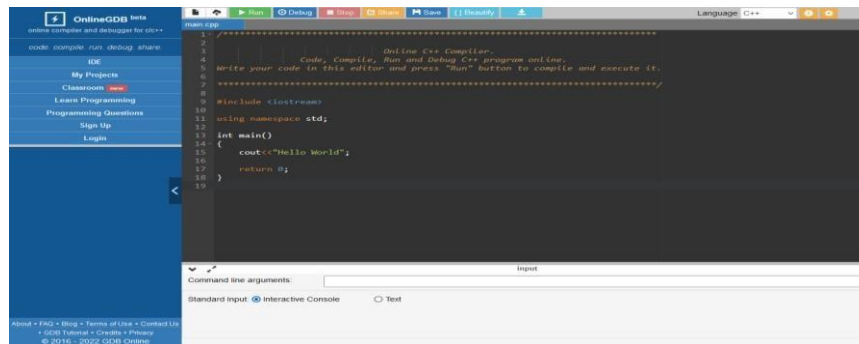 OnlineGDB beta
online compiler and debugger for c/c++
code. compile. run. debug. share.
IDE
My Projects
Classroom new
Learn Programming
Programming Questions
Sign Up
Login
About • FAQ • Blog • Terms of Use • Contact Us
• GDB Tutorial • Credits • Privacy
© 2016 - 2022 GDB Online
Run Debug Stop Share Save {} Beautify
Language C++
main.cpp
1 /******************************************************************************
2
3 Online C++ Compiler.
4 Code, Compile, Run and Debug C++ program online.
5 Write your code in this editor and press "Run" button to compile and execute it.
6
7 *******************************************************************************/
8
9 #include <iostream>
10
11 using namespace std;
12
13 int main()
14 {
15 cout<<"Hello World";
16
17 return 0;
18 }
19
input
Command line arguments:
Standard Input: Interactive Console Text